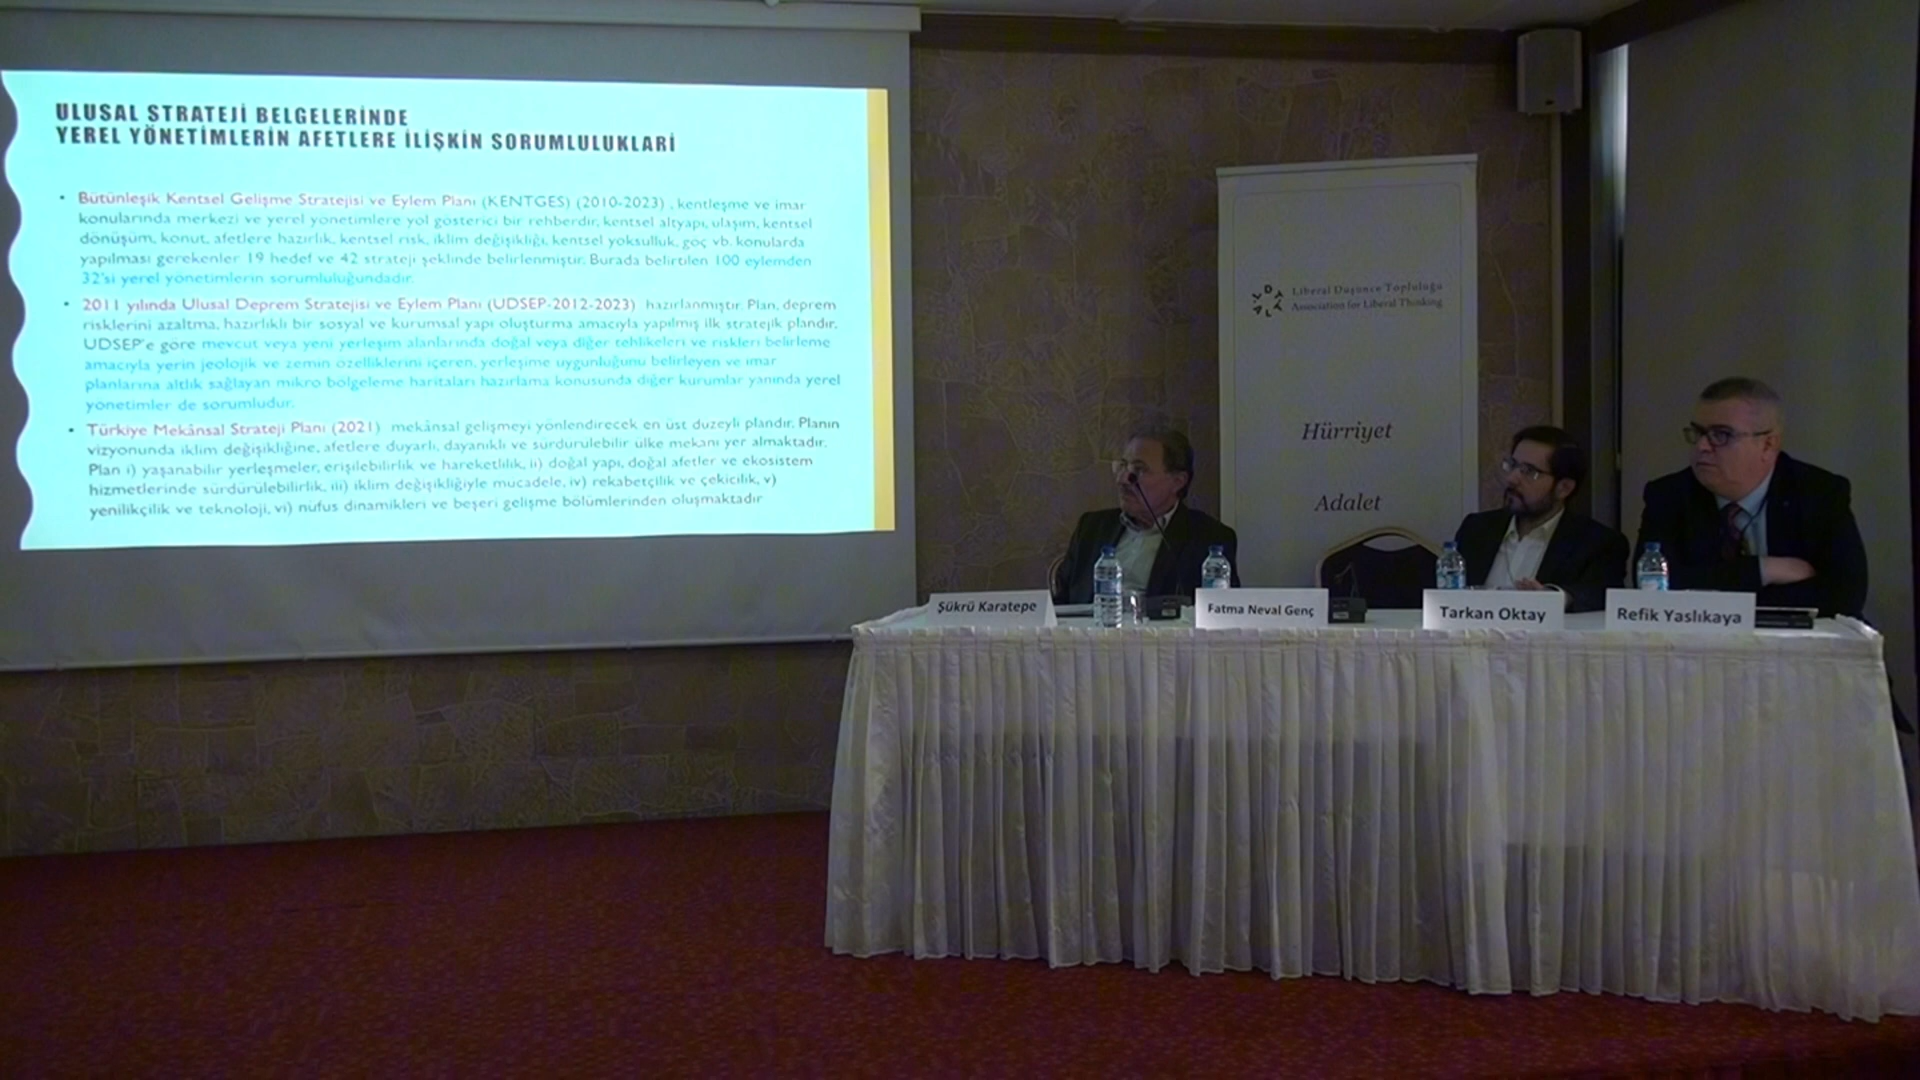 ULUSAL STRATEJİ BELGELERİNDE
YEREL YÖNETİMLERİN AFETLERE İLİŞKİN SORUMLULUKLARI
• Bütünleşik Kentsel Gelişme Stratejisi ve Eylem Planı (KENTGES) (2010-2023) , kentleşme ve imar
konularında merkezi ve yerel yönetimlere yol gösterici bir rehberdir, kentsel altyapı, ulaşım, kentsel
dönüşüm, konut, afetlere hazırlık, kentsel risk, iklim değişikliği, kentsel yoksulluk, göç vb. konularda
yapılması gerekenler 19 hedef ve 42 strateji şeklinde belirlenmiştir. Burada belirtilen 100 eylemden
32'si yerel yönetimlerin sorumluluğundadır.
• 2011 yılında Ulusal Deprem Stratejisi ve Eylem Planı (UDSEP-2012-2023) hazırlanmıştır. Plan, deprem
risklerini azaltma, hazırlıklı bir sosyal ve kurumsal yapı oluşturma amacıyla yapılmış ilk stratejik plandır.
UDSEP'e göre mevcut veya yeni yerleşim alanlarında doğal veya diğer tehlikeleri ve riskleri belirleme
amacıyla yerin jeolojik ve zemin özelliklerini içeren, yerleşime uygunluğunu belirleyen ve imar
planlarına altlık sağlayan mikro bölgeleme haritaları hazırlama konusunda diğer kurumlar yanında yerel
yönetimler de sorumludur.
• Türkiye Mekânsal Strateji Planı (2021) mekânsal gelişmeyi yönlendirecek en üst düzeyli plandır. Planın
vizyonunda iklim değişikliğine, afetlere duyarlı, dayanıklı ve sürdürülebilir ülke mekanı yer almaktadır.
Plan i) yaşanabilir yerleşmeler, erişilebilirlik ve hareketlilik, ii) doğal yapı, doğal afetler ve ekosistem
hizmetlerinde sürdürülebilirlik, iii) iklim değişikliğiyle mücadele, iv) rekabetçilik ve çekicilik, v)
yenilikçilik ve teknoloji, vi) nüfus dinamikleri ve beşeri gelişme bölümlerinden oluşmaktadır
Liberal Düşünce Topluluğu
Association for Liberal Thinking
Hürriyet
Adalet
Şükrü Karatepe
Fatma Neval Genç
Tarkan Oktay
Refik Yaslıkaya